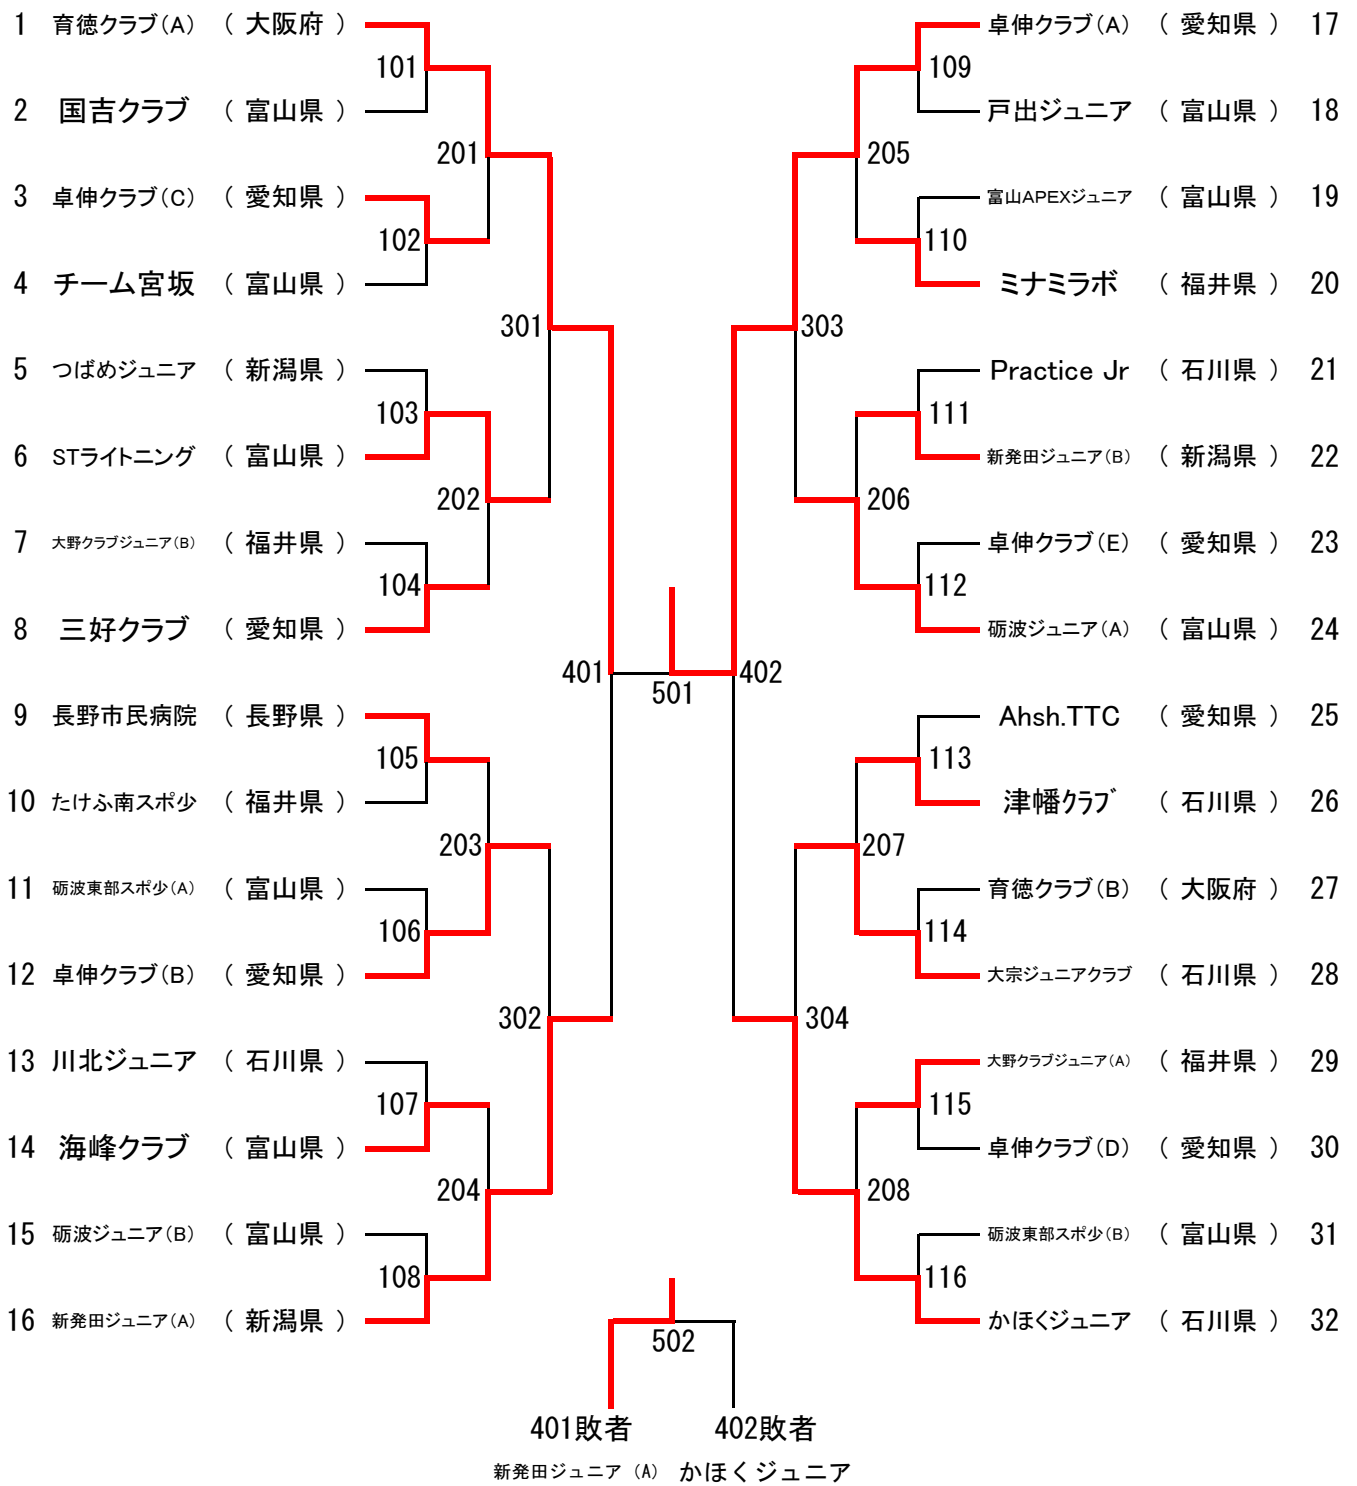 1 育徳クラブ(A) ( 大阪府 )
101
2 国吉クラブ ( 富山県 )
201
3 卓伸クラブ(C) ( 愛知県 )
102
4 チーム宮坂 ( 富山県 )
301
5 つばめジュニア ( 新潟県 )
103
6 STライトニング ( 富山県 )
202
7 大野クラブジュニア(B) ( 福井県 )
104
8 三好クラブ ( 愛知県 )
401
9 長野市民病院 ( 長野県 )
105
10 たけふ南スポ少 ( 福井県 )
203
11 砺波東部スポ少(A) ( 富山県 )
106
12 卓伸クラブ(B) ( 愛知県 )
302
13 川北ジュニア ( 石川県 )
107
14 海峰クラブ ( 富山県 )
204
15 砺波ジュニア(B) ( 富山県 )
108
16 新発田ジュニア(A) ( 新潟県 )
卓伸クラブ(A) ( 愛知県 ) 17
109
戸出ジュニア ( 富山県 ) 18
205
富山APEXジュニア ( 富山県 ) 19
110
ミナミラボ ( 福井県 ) 20
303
Practice Jr ( 石川県 ) 21
111
新発田ジュニア(B) ( 新潟県 ) 22
206
卓伸クラブ(E) ( 愛知県 ) 23
112
砺波ジュニア(A) ( 富山県 ) 24
402
501
Ahsh.TTC ( 愛知県 ) 25
113
津幡ｸﾗﾌﾞ ( 石川県 ) 26
207
育徳クラブ(B) ( 大阪府 ) 27
114
大宗ジュニアクラブ ( 石川県 ) 28
304
大野クラブジュニア(A) ( 福井県 ) 29
115
卓伸クラブ(D) ( 愛知県 ) 30
208
砺波東部スポ少(B) ( 富山県 ) 31
116
かほくジュニア ( 石川県 ) 32
502
401敗者 402敗者
新発田ジュニア (A) かほくジュニア